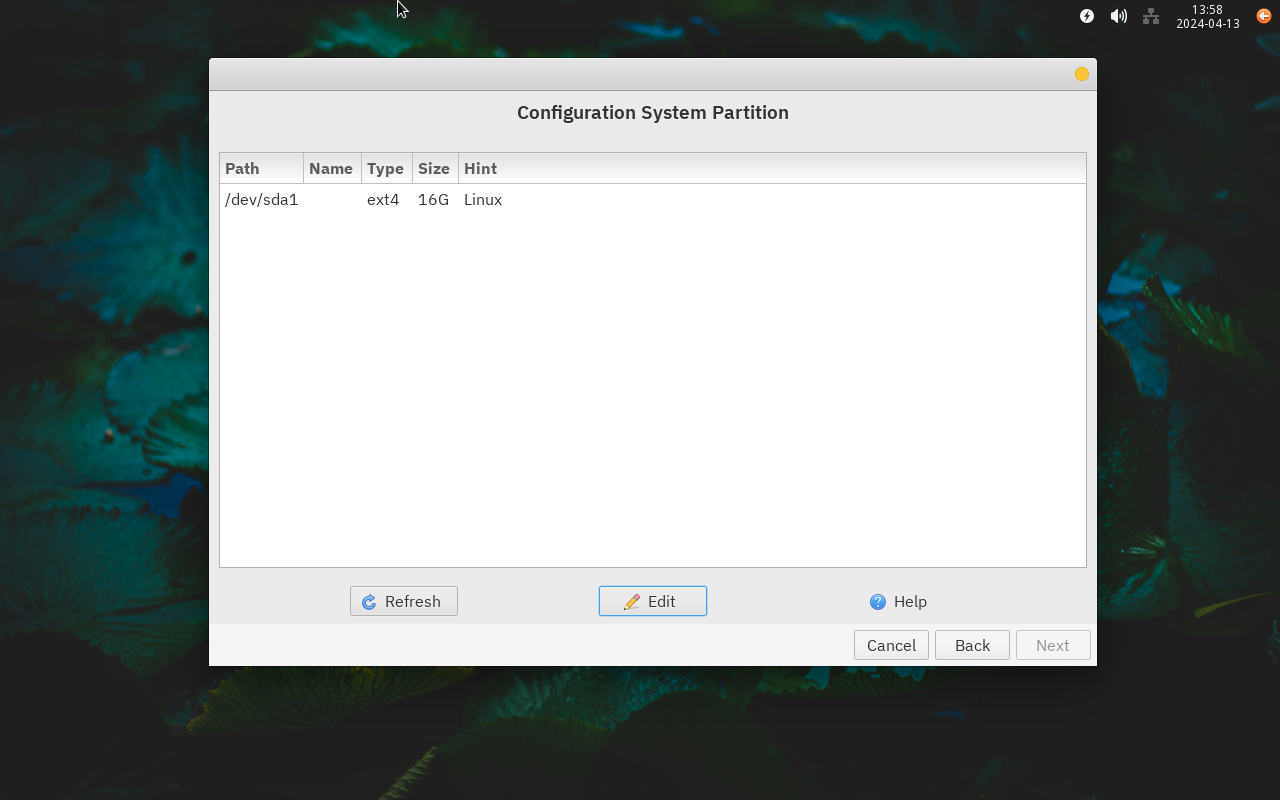 13:58
2024-04-13
Configuration System Partition
Path Name Type Size Hint
/dev/sda1 ext4 16G Linux
Refresh Edit Help
Cancel Back Next